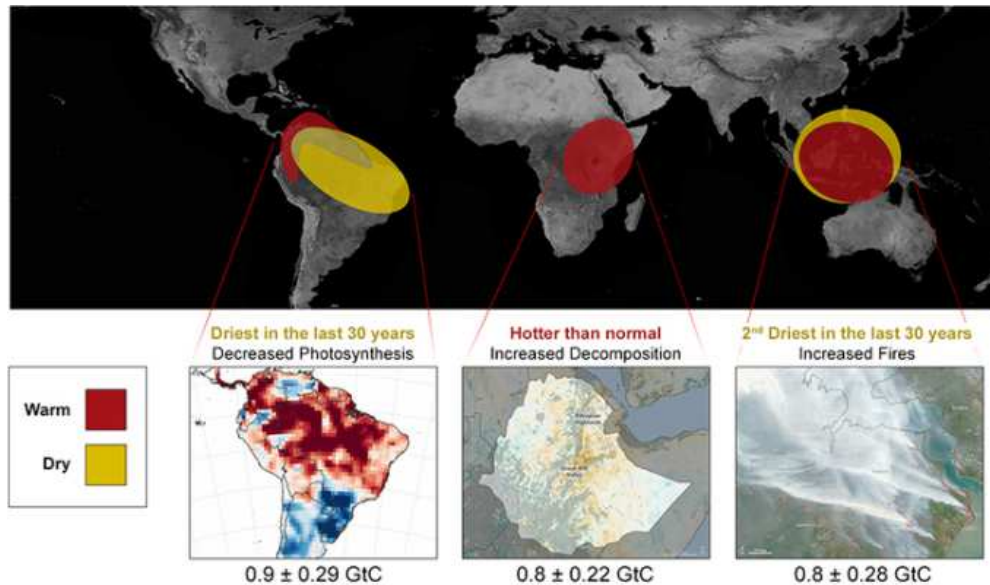 Driest in the last 30 years
Decreased Photosynthesis
Hotter than normal
Increased Decomposition
2nd Driest in the last 30 years
Increased Fires
Warm
Dry
0.9 ± 0.29 GtC
0.8 ± 0.22 GtC
0.8 ± 0.28 GtC